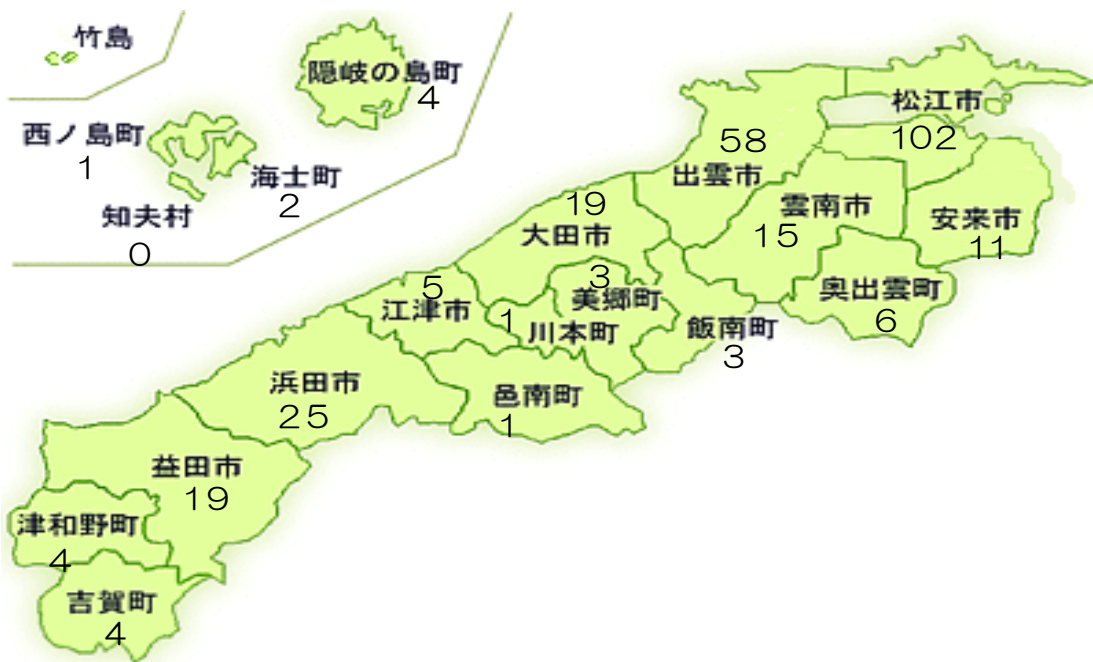 竹島
隠岐の島町
4
西ノ島町
1
海士町
2
知夫村
0
松江市
102
58
出雲市
雲南市
15
安来市
11
19
大田市
奥出雲町
6
3
美郷町
5
江津市
1
川本町
飯南町
3
浜田市
25
邑南町
1
益田市
19
津和野町
4
吉賀町
4